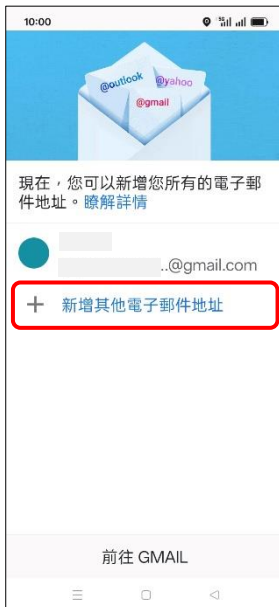 10:00
5G
@outlook @yahoo
@gmail
現在，您可以新增您所有的電子郵
件地址。瞭解詳情
..@gmail.com
新增其他電子郵件地址
前往 GMAIL